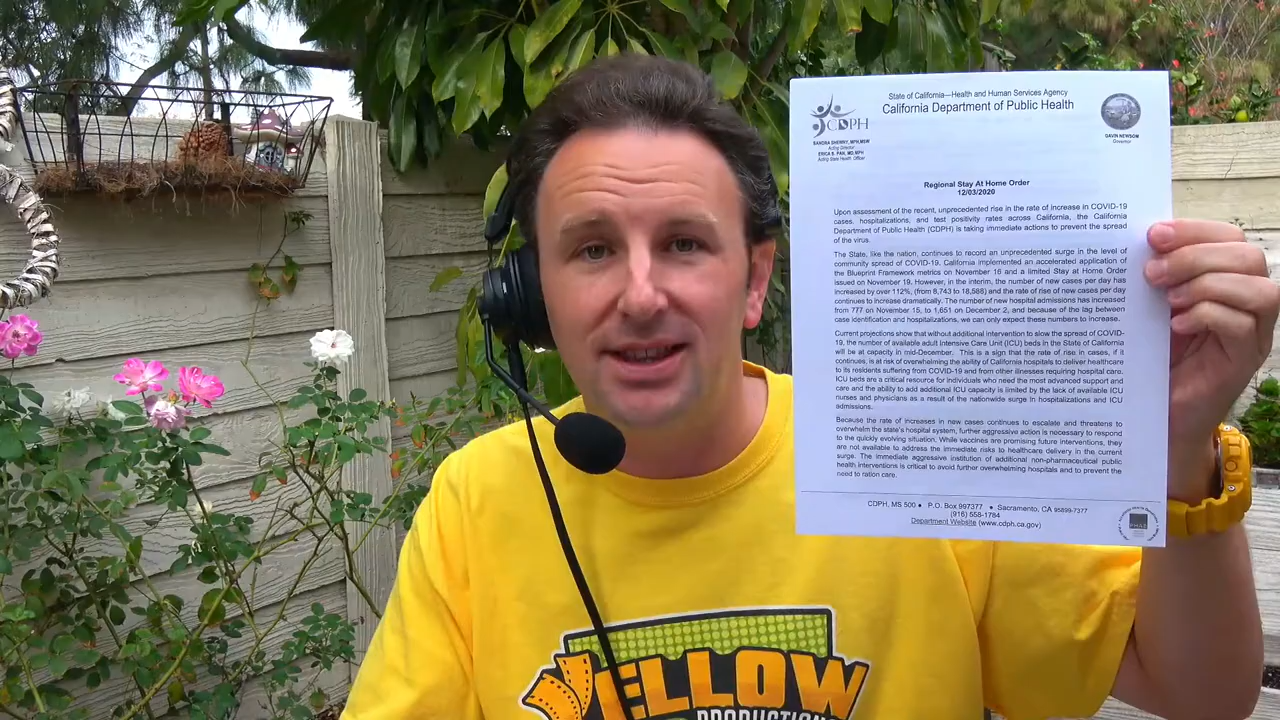 State of California—Health and Human Services Agency
California Department of Public Health
CDPH
SANDRA SHEWRY, MPH, MSW
Acting Director
ERICA S. PAN, MD, MPH
Acting State Health Officer
GAVIN NEWSOM
Governor
Regional Stay At Home Order
12/03/2020
Upon assessment of the recent, unprecedented rise in the rate of increase in COVID-19
cases, hospitalizations, and test positivity rates across California, the California
Department of Public Health (CDPH) is taking immediate actions to prevent the spread
of the virus.
The State, like the nation, continues to record an unprecedented surge in the level of
community spread of COVID-19. California implemented an accelerated application of
the Blueprint Framework metrics on November 16 and a limited Stay at Home Order
issued on November 19. However, in the interim, the number of new cases per day has
increased by over 112%, (from 8,743 to 18,588) and the rate of rise of new cases per day
continues to increase dramatically. The number of new hospital admissions has increased
from 777 on November 15, to 1,651 on December 2, and because of the lag between
case identification and hospitalizations, we can only expect these numbers to increase.
Current projections show that without additional intervention to slow the spread of COVID-
19, the number of available adult Intensive Care Unit (ICU) beds in the State of California
will be at capacity in mid-December. This is a sign that the rate of rise in cases, if it
continues, is at risk of overwhelming the ability of California hospitals to deliver healthcare
to its residents suffering from COVID-19 and from other illnesses requiring hospital care.
ICU beds are a critical resource for individuals who need the most advanced support and
care and the ability to add additional ICU capacity is limited by the lack of available ICU
nurses and physicians as a result of the nationwide surge in hospitalizations and ICU
admissions.
Because the rate of increases in new cases continues to escalate and threatens to
overwhelm the state's hospital system, further aggressive action is necessary to respond
to the quickly evolving situation. While vaccines are promising future interventions, they
are not available to address the immediate risks to healthcare delivery in the current
surge. The immediate aggressive institution of additional non-pharmaceutical public
health interventions is critical to avoid further overwhelming hospitals and to prevent the
need to ration care.
CDPH, MS 500 ● P.O. Box 997377 ● Sacramento, CA 95899-7377
(916) 558-1784
Department Website (www.cdph.ca.gov)
PHAB
YELLOW
PRODUCTIONS